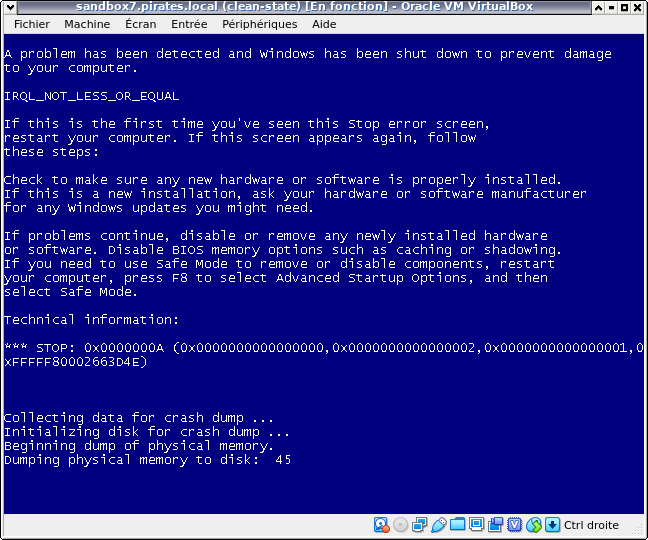 sandbox7.pirates.local (clean-state) [En fonction] - Oracle VM VirtualBox
Fichier Machine Écran Entrée Périphériques Aide
A problem has been detected and Windows has been shut down to prevent damage
to your computer.
IRQL_NOT_LESS_OR_EQUAL
If this is the first time you've seen this Stop error screen,
restart your computer. If this screen appears again, follow
these steps:
Check to make sure any new hardware or software is properly installed.
If this is a new installation, ask your hardware or software manufacturer
for any Windows updates you might need.
If problems continue, disable or remove any newly installed hardware
or software. Disable BIOS memory options such as caching or shadowing.
If you need to use Safe Mode to remove or disable components, restart
your computer, press F8 to select Advanced Startup Options, and then
select Safe Mode.
Technical information:
*** STOP: 0x0000000A (0x0000000000000000,0x0000000000000002,0x0000000000000001,0
xFFFFF80002663D4E)
Collecting data for crash dump ...
Initializing disk for crash dump ...
Beginning dump of physical memory.
Dumping physical memory to disk: 45
Ctrl droite